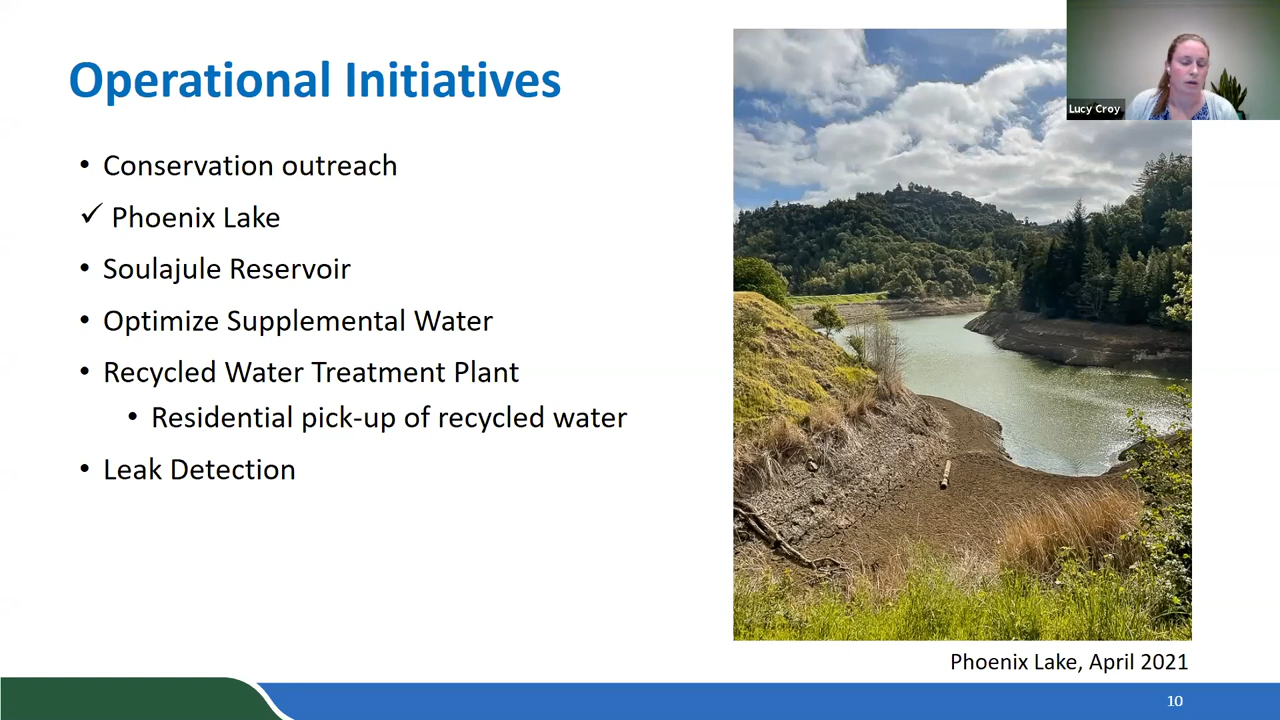 Operational Initiatives
Lucy Croy
• Conservation outreach
✓ Phoenix Lake
• Soulajule Reservoir
• Optimize Supplemental Water
• Recycled Water Treatment Plant
• Residential pick-up of recycled water
• Leak Detection
Phoenix Lake, April 2021
10